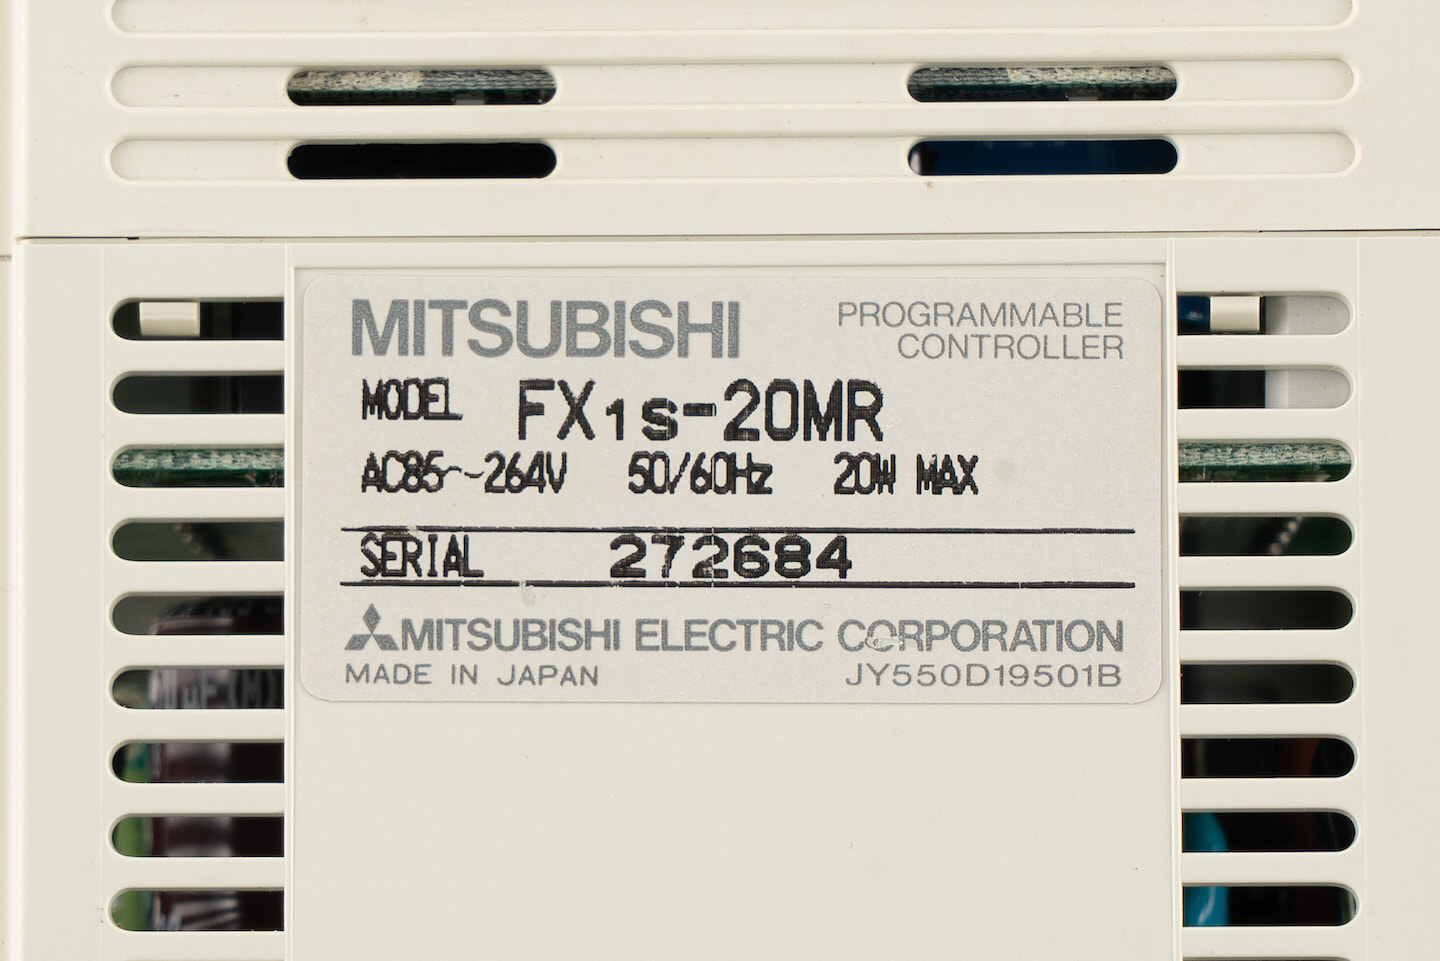 MITSUBISHI
PROGRAMMABLE
CONTROLLER
MODEL FX1S-20MR
AC85~264V 50/60Hz 20W MAX
SERIAL 272684
MITSUBISHI ELECTRIC CORPORATION
MADE IN JAPAN JY550D19501B